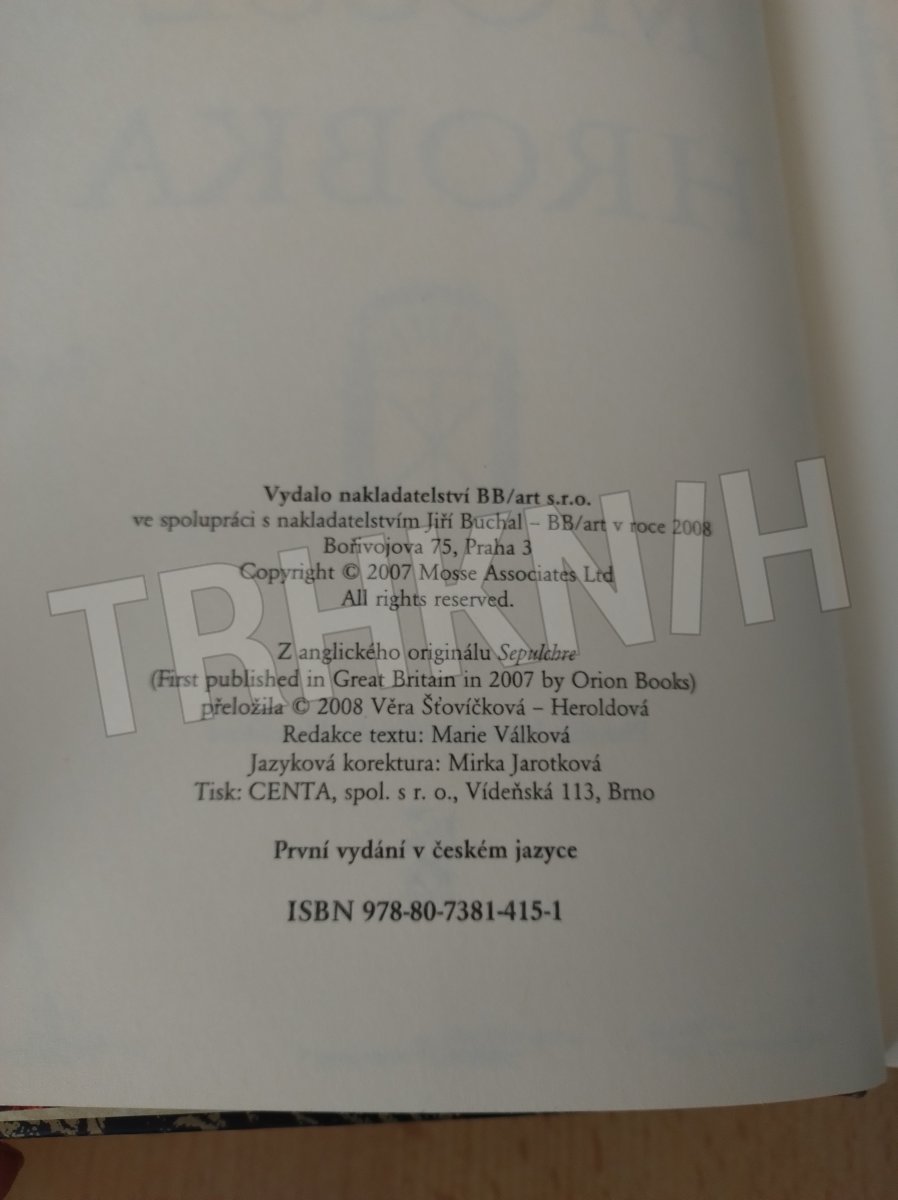 MOSSE
HROBKA
Vydalo nakladatelství BB/art s.r.o.
ve spolupráci s nakladatelstvím Jiří Buchal – BB/art v roce 2008
Bořivojova 75, Praha 3
Copyright © 2007 Mosse Associates Ltd
All rights reserved.
TRHKNIH
Z anglického originálu Sepulchre
(First published in Great Britain in 2007 by Orion Books)
přeložila © 2008 Věra Šťovíčková – Heroldová
Redakce textu: Marie Válková
Jazyková korektura: Mirka Jarotková
Tisk: CENTA, spol. s r. o., Vídeňská 113, Brno
První vydání v českém jazyce
ISBN 978-80-7381-415-1